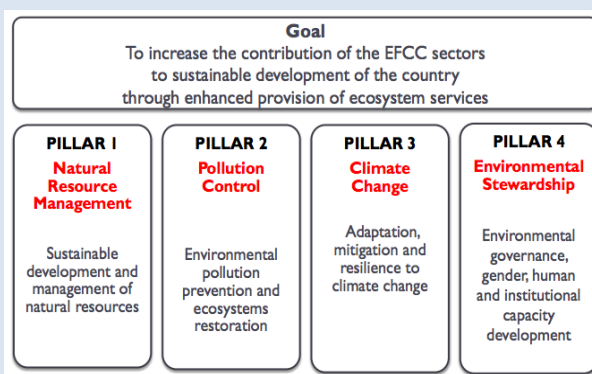 Goal
To increase the contribution of the EFCC sectors
to sustainable development of the country
through enhanced provision of ecosystem services
PILLAR 1
Natural
Resource
Management
Sustainable
development and
management of
natural resources
PILLAR 2
Pollution
Control
Environmental
pollution
prevention and
ecosystems
restoration
PILLAR 3
Climate
Change
Adaptation,
mitigation and
resilience to
climate change
PILLAR 4
Environmental
Stewardship
Environmental
governance,
gender, human
and institutional
capacity
development